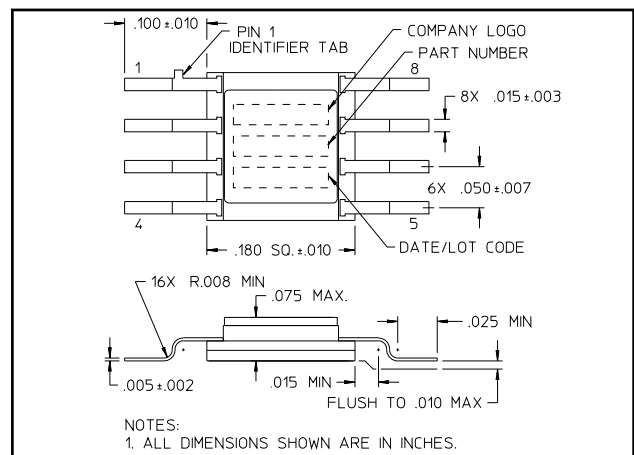 .100±.010
PIN 1
IDENTIFIER TAB
COMPANY LOGO
PART NUMBER
1
8
8X .015±.003
6X .050±.007
4
5
.180 SQ.±.010
DATE/LOT CODE
16X R.008 MIN
.075 MAX.
.025 MIN
.005±.002
.015 MIN
FLUSH TO .010 MAX
NOTES:
1. ALL DIMENSIONS SHOWN ARE IN INCHES.